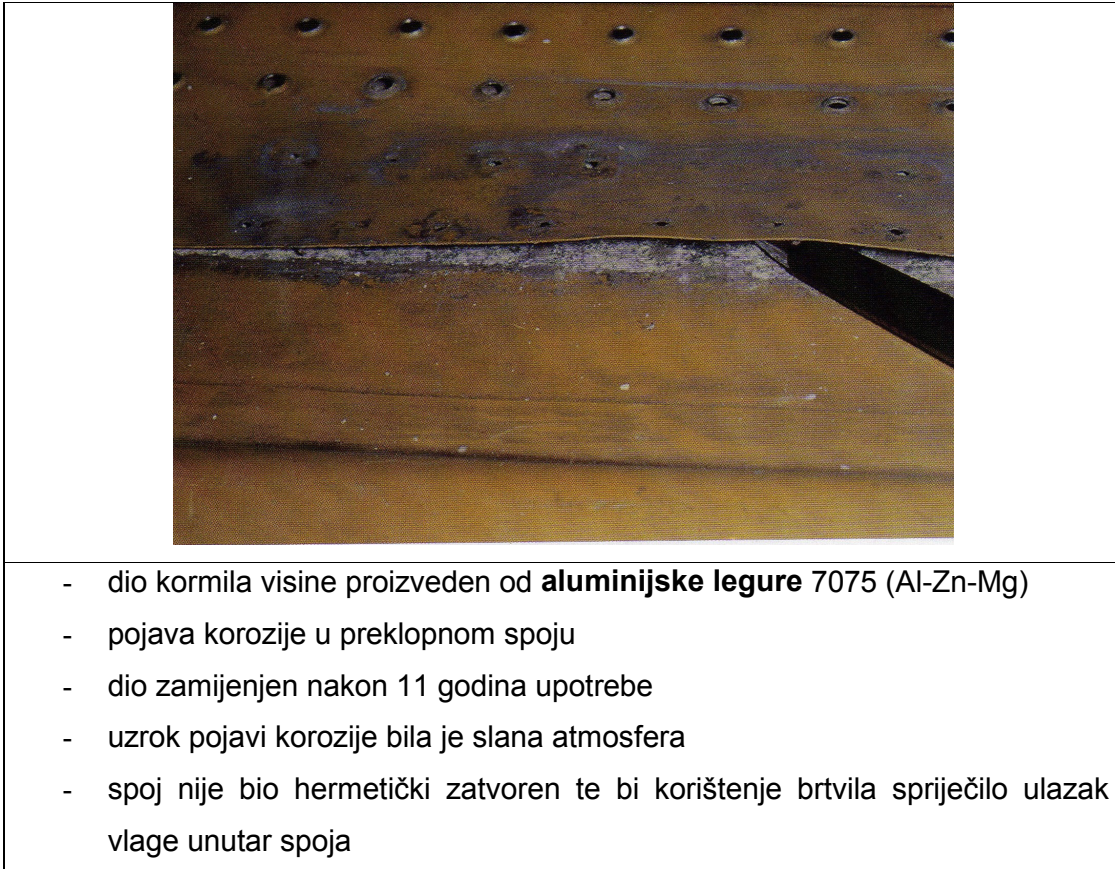 - dio kormila visine proizveden od aluminijske legure 7075 (Al-Zn-Mg)
- pojava korozije u preklopnom spoju
- dio zamijenjen nakon 11 godina upotrebe
- uzrok pojavi korozije bila je slana atmosfera
- spoj nije bio hermetički zatvoren te bi korištenje brtvila spriječilo ulazak
vlage unutar spoja